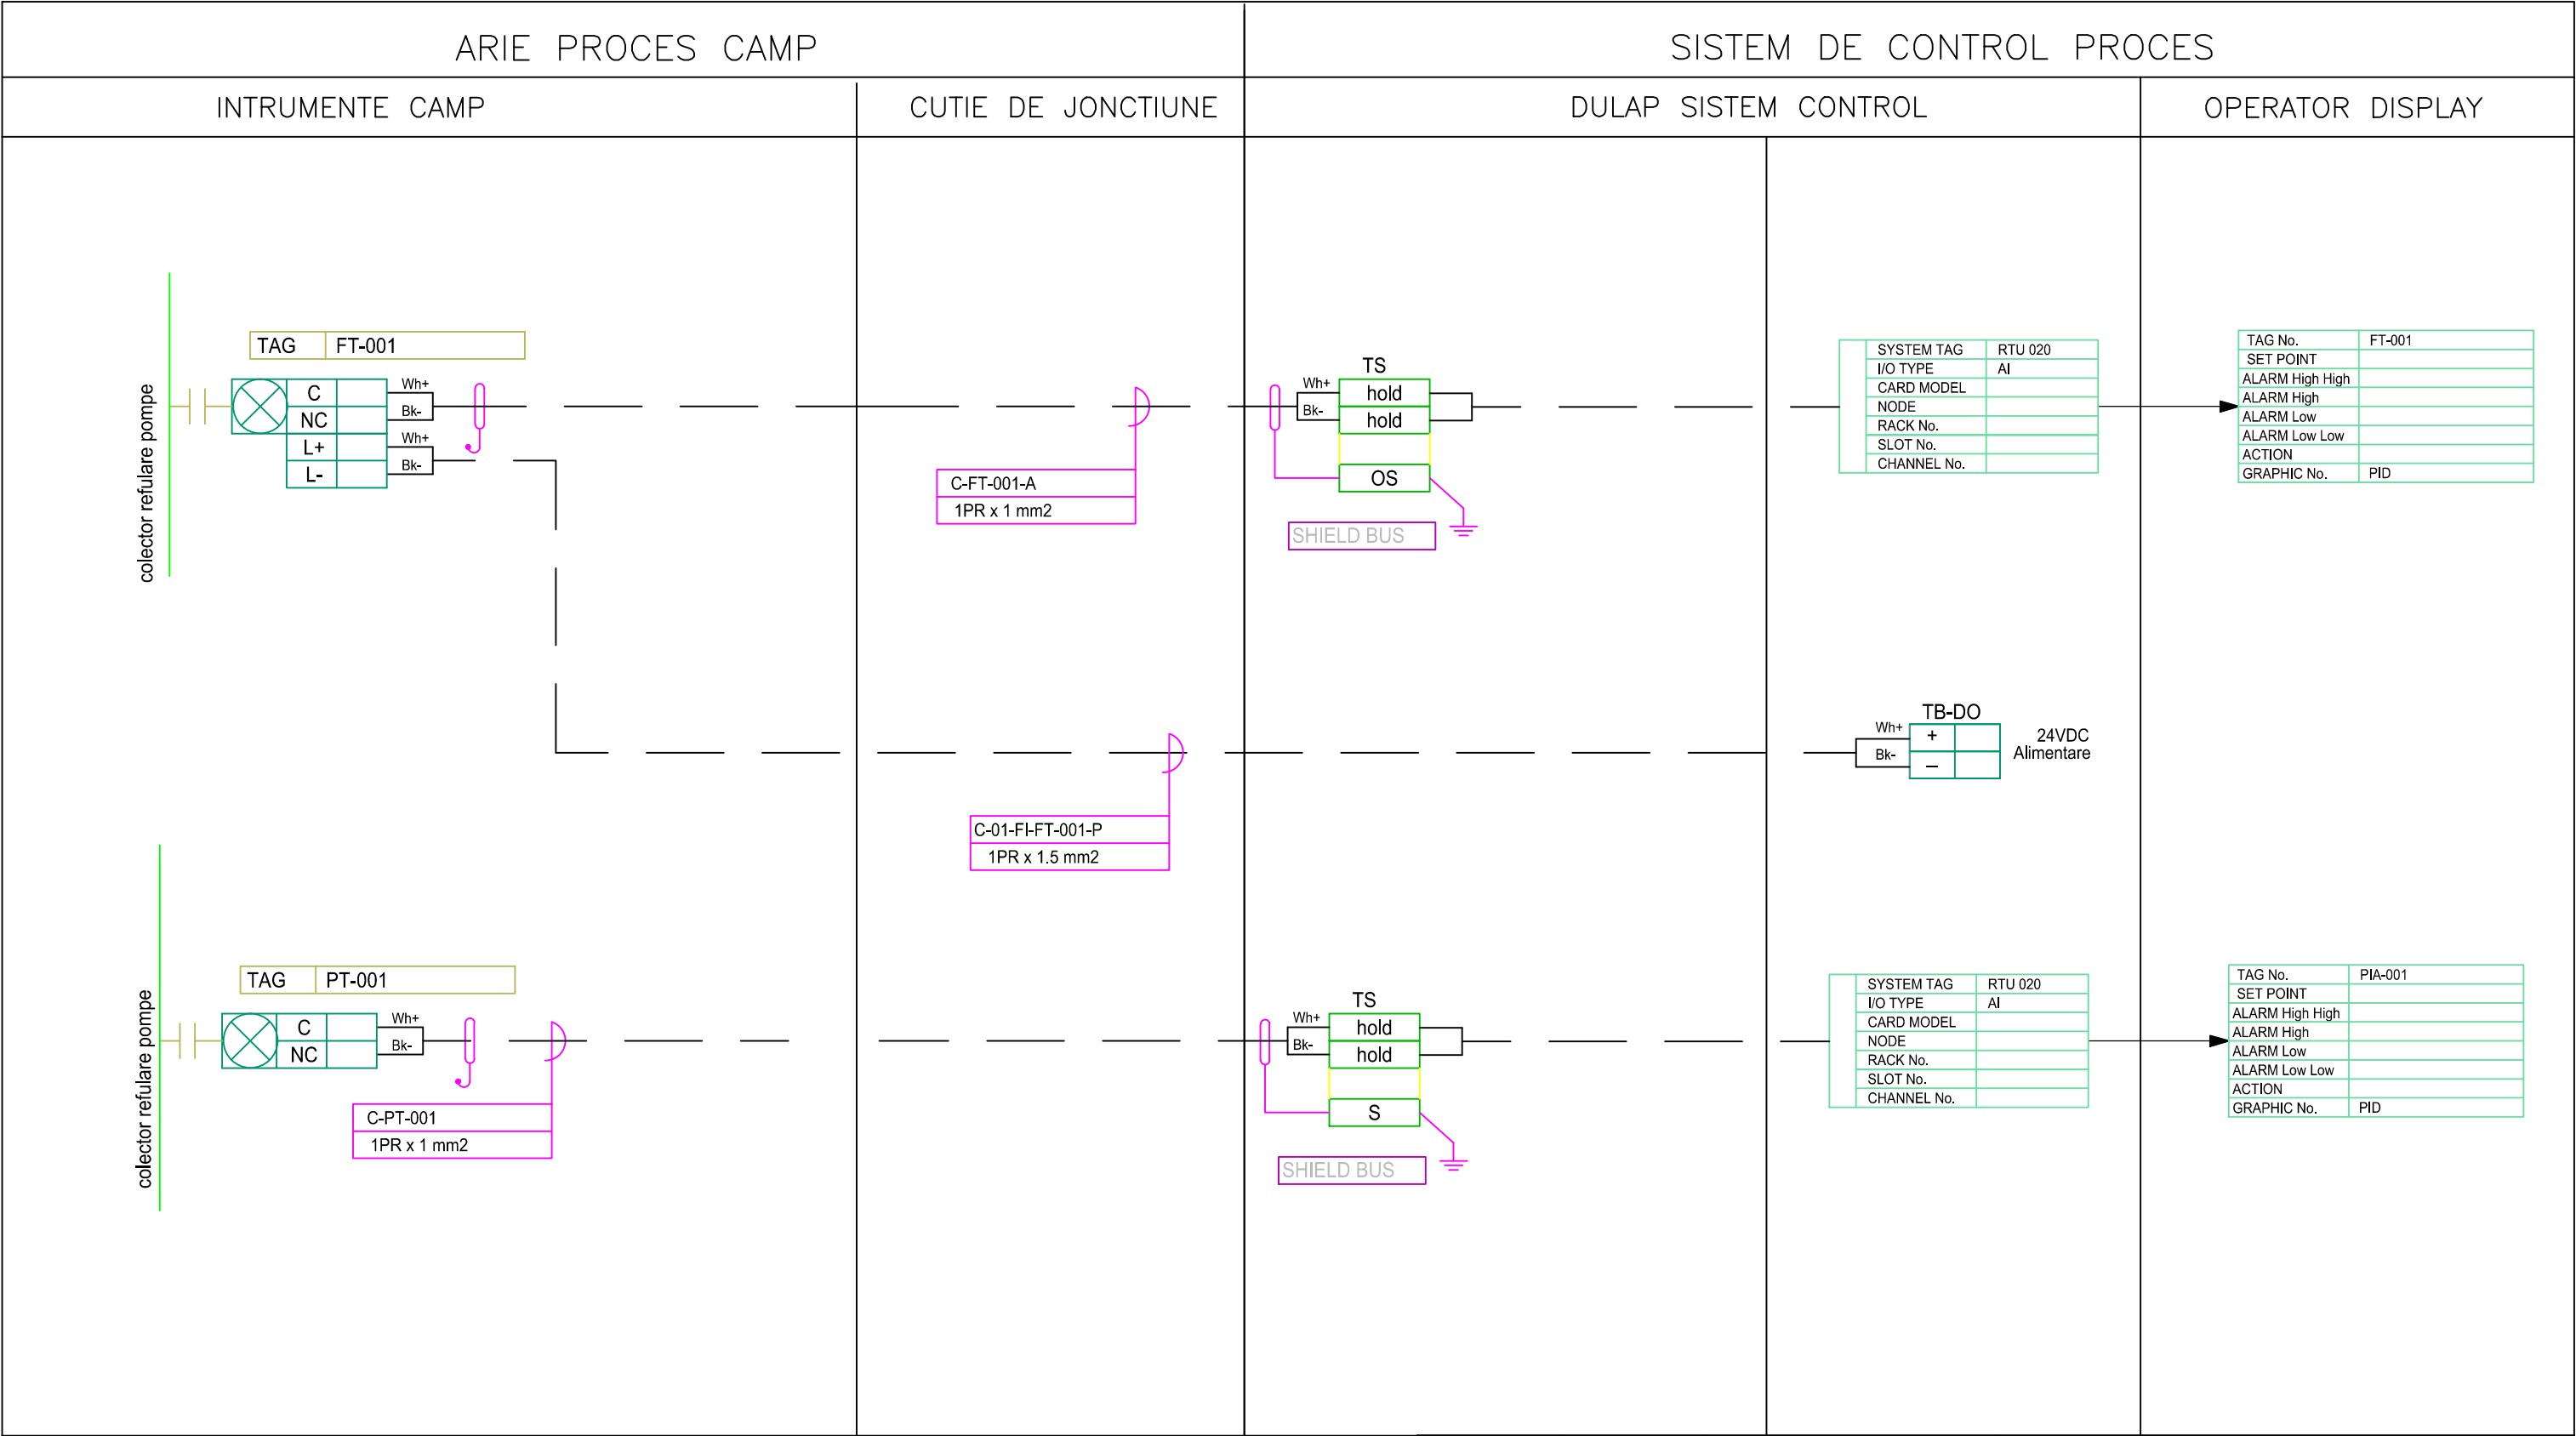 ARIE PROCES CAMP
SISTEM DE CONTROL PROCES
INTRUMENTE CAMP
CUTIE DE JONCTIUNE
DULAP SISTEM CONTROL
OPERATOR DISPLAY
colector refulare pompe
TAG FT-001
C
NC
L+
L-
Wh+
Bk-
Wh+
Bk-
C-FT-001-A
1PR x 1 mm2
TS
Wh+
Bk-
hold
hold
OS
SHIELD BUS
SYSTEM TAG RTU 020
I/O TYPE AI
CARD MODEL
NODE
RACK No.
SLOT No.
CHANNEL No.
TAG No. FT-001
SET POINT
ALARM High High
ALARM High
ALARM Low
ALARM Low Low
ACTION
GRAPHIC No. PID
C-01-FI-FT-001-P
1PR x 1.5 mm2
TB-DO
Wh+
Bk-
+
–
24VDC
Alimentare
colector refulare pompe
TAG PT-001
C
NC
Wh+
Bk-
C-PT-001
1PR x 1 mm2
TS
Wh+
Bk-
hold
hold
S
SHIELD BUS
SYSTEM TAG RTU 020
I/O TYPE AI
CARD MODEL
NODE
RACK No.
SLOT No.
CHANNEL No.
TAG No. PIA-001
SET POINT
ALARM High High
ALARM High
ALARM Low
ALARM Low Low
ACTION
GRAPHIC No. PID